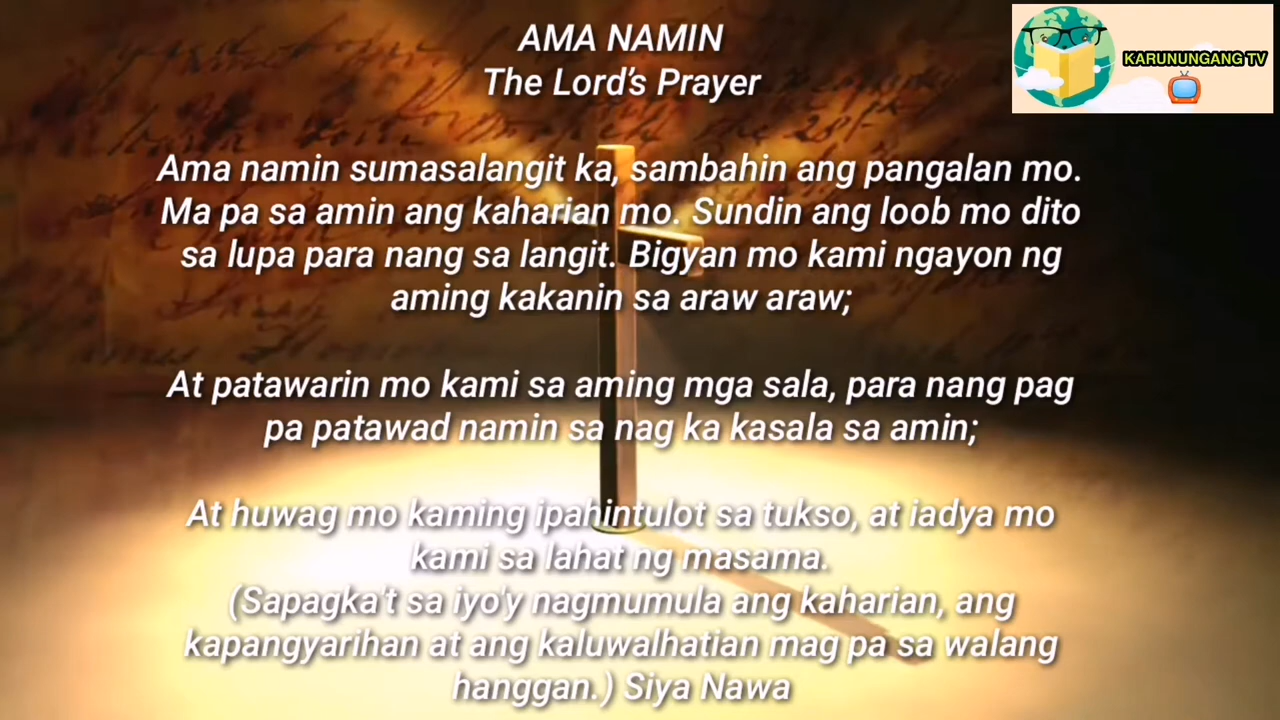 AMA NAMIN
The Lord's Prayer
KARUNUNGANG TV
Ama namin sumasalangit ka, sambahin ang pangalan mo.
Ma pa sa amin ang kaharian mo. Sundin ang loob mo dito
sa lupa para nang sa langit. Bigyan mo kami ngayon ng
aming kakanin sa araw araw;
At patawarin mo kami sa aming mga sala, para nang pag
pa patawad namin sa nag ka kasala sa amin;
At huwag mo kaming ipahintulot sa tukso, at iadya mo
kami sa lahat ng masama.
(Sapagka't sa iyo'y nagmumula ang kaharian, ang
kapangyarihan at ang kaluwalhatian mag pa sa walang
hanggan.) Siya Nawa